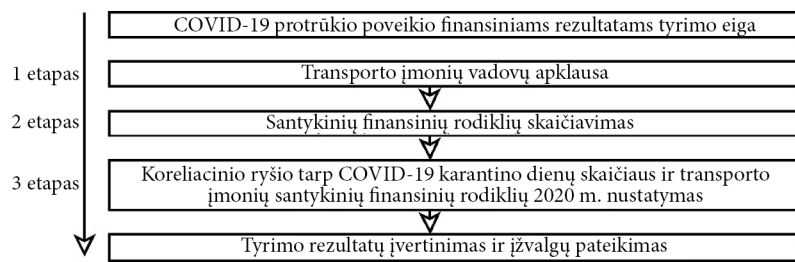 COVID-19 protrūkio poveikio finansiniams rezultatams tyrimo eiga
1 etapas
Transporto įmonių vadovų apklausa
2 etapas
Santykinių finansinių rodiklių skaičiavimas
3 etapas
Koreliacinio ryšio tarp COVID-19 karantino dienų skaičiaus ir transporto
įmonių santykinių finansinių rodiklių 2020 m. nustatymas
Tyrimo rezultatų įvertinimas ir įžvalgų pateikimas